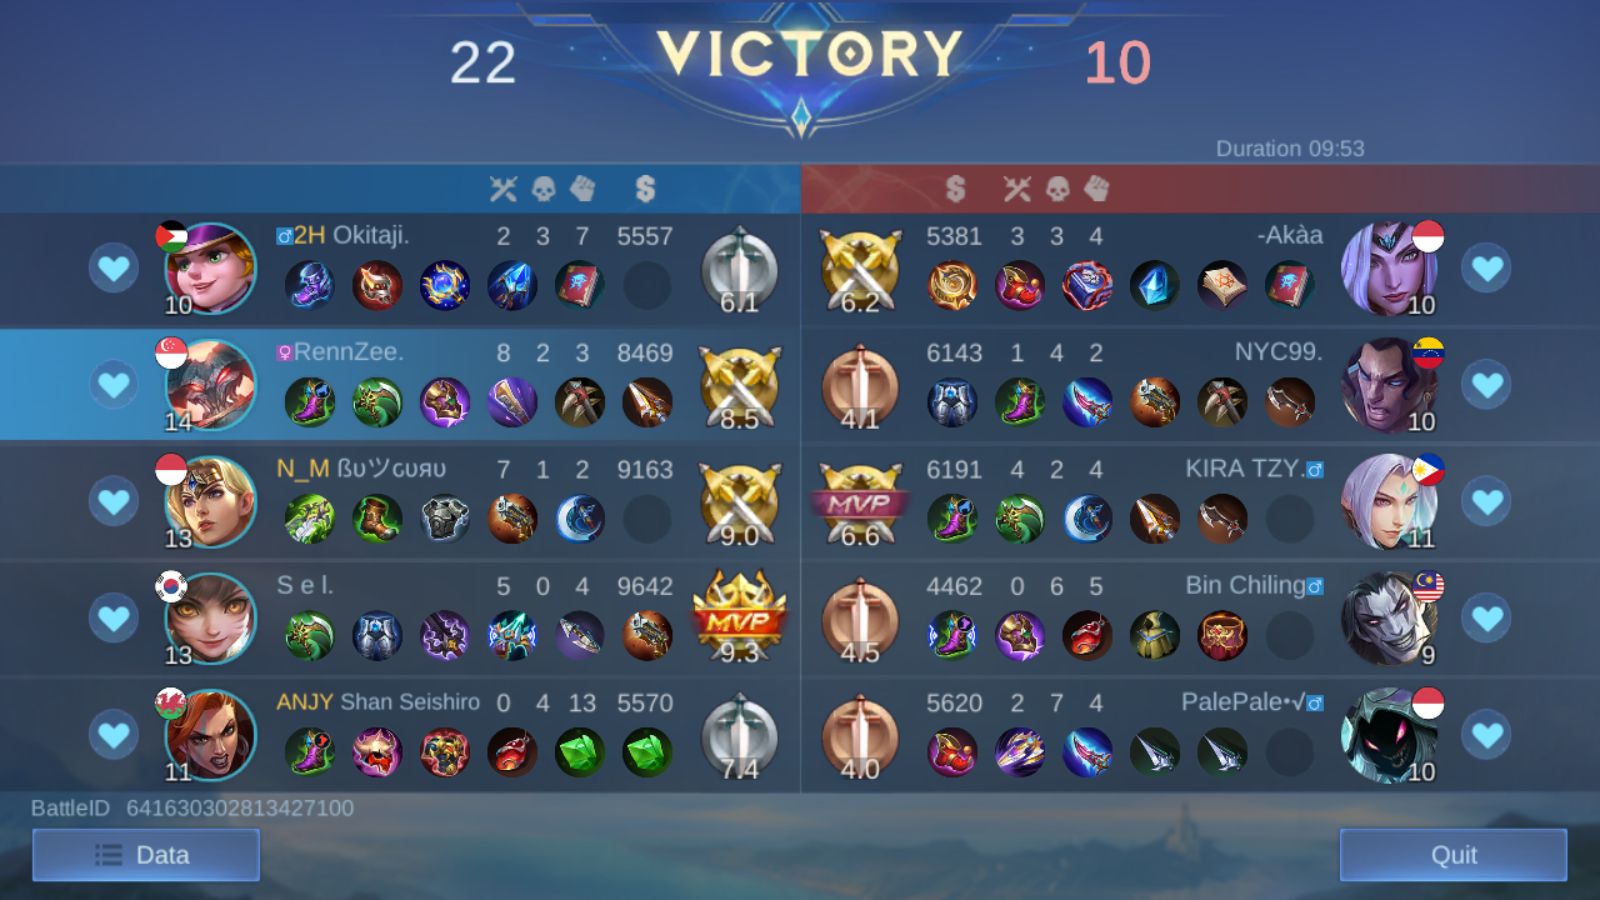 22 VICTORY 10
Duration 09:53
2H Okitaji. 2 3 7 5557
10 6.1
5381 3 3 4 -Akàa
6.2 10
RennZee. 8 2 3 8469
14 8.5
6143 1 4 2 NYC99.
4.1 10
N_M ßυツɢυяυ 7 1 2 9163
13 9.0
6191 4 2 4 KIRA TZY.
MVP
6.6 11
S e l. 5 0 4 9642
MVP
13 9.3
4462 0 6 5 Bin Chiling
4.5 9
ANJY Shan Seishiro 0 4 13 5570
11 7.4
5620 2 7 4 PalePale•√
4.0 10
BattleID 641630302813427100
Data
Quit